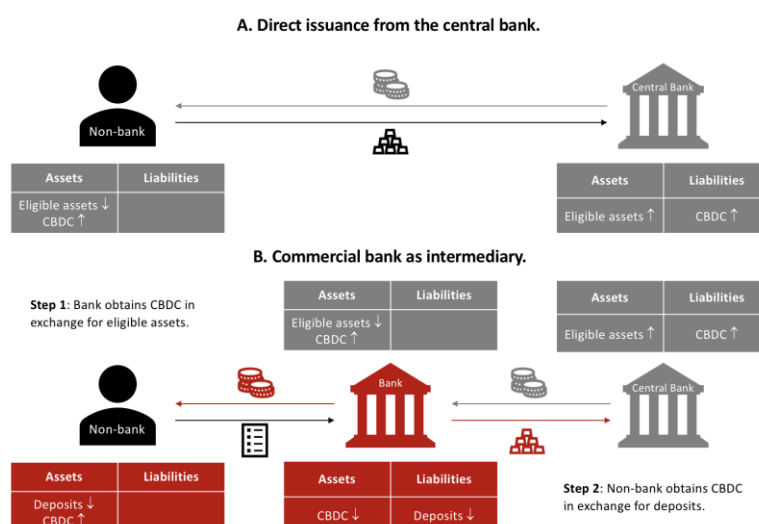 A. Direct issuance from the central bank.
Central Bank
Non-bank
Assets Liabilities
Eligible assets ↓
CBDC ↑
Assets Liabilities
Eligible assets ↑ CBDC ↑
B. Commercial bank as intermediary.
Step 1: Bank obtains CBDC in
exchange for eligible assets.
Assets Liabilities
Eligible assets ↓
CBDC ↑
Assets Liabilities
Eligible assets ↑ CBDC ↑
Non-bank
Bank
Central Bank
Assets Liabilities
Deposits ↓
CBDC ↑
Assets Liabilities
CBDC ↓ Deposits ↓
Step 2: Non-bank obtains CBDC
in exchange for deposits.